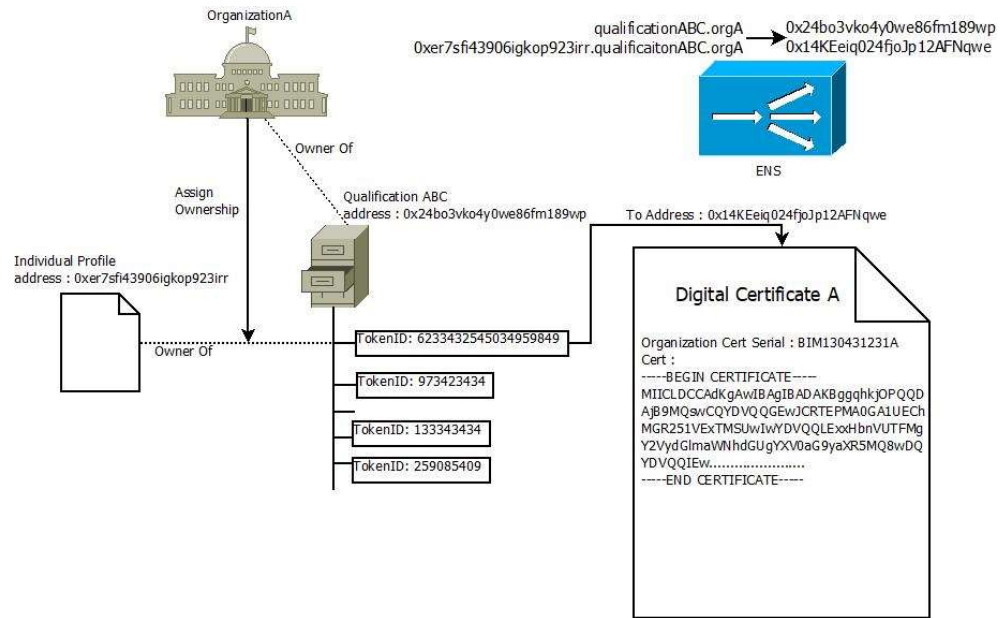 OrganizationA
qualificationABC.orgA
0x24bo3vko4y0we86fm189wp
0xer7sfi43906igkop923irr.qualificaitonABC.orgA
0x14KEeiq024fjoJp12AFNqwe
ENS
Owner Of
Assign
Ownership
Qualification ABC
address : 0x24bo3vko4y0we86fm189wp
To Address : 0x14KEeiq024fjoJp12AFNqwe
Individual Profile
address : 0xer7sfi43906igkop923irr
Owner Of
TokenID: 6233432545034959849
TokenID: 973423434
TokenID: 133343434
TokenID: 259085409
Digital Certificate A
Organization Cert Serial : BIM130431231A
Cert :
-----BEGIN CERTIFICATE-----
MIICLDCCAdKgAwIBAgIBADAKBggqhkjOPQQD
AjB9MQswCQYDVQQGEwJCRTEPMA0GA1UECh
MGR251VExTMSUwIwYDVQQLExxHbnVUTFMg
Y2VydGlmaWNhdGUgYXV0aG9yaXR5MQ8wDQ
YDVQQIEw......................
-----END CERTIFICATE-----